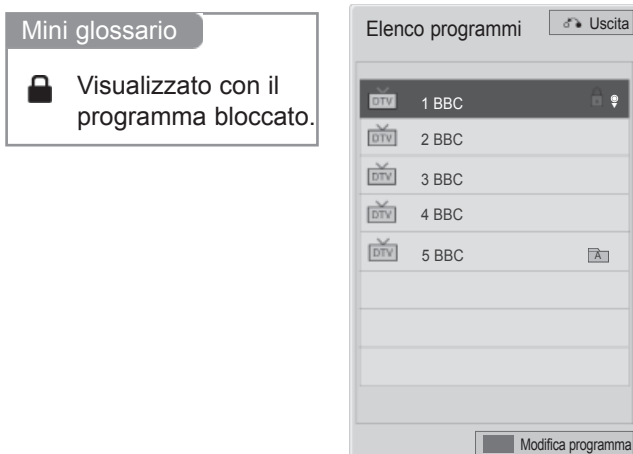 Mini glossario
Visualizzato con il
programma bloccato.
Elenco programmi
Uscita
DTV 1 BBC
DTV 2 BBC
DTV 3 BBC
DTV 4 BBC
DTV 5 BBC A
Modifica programma